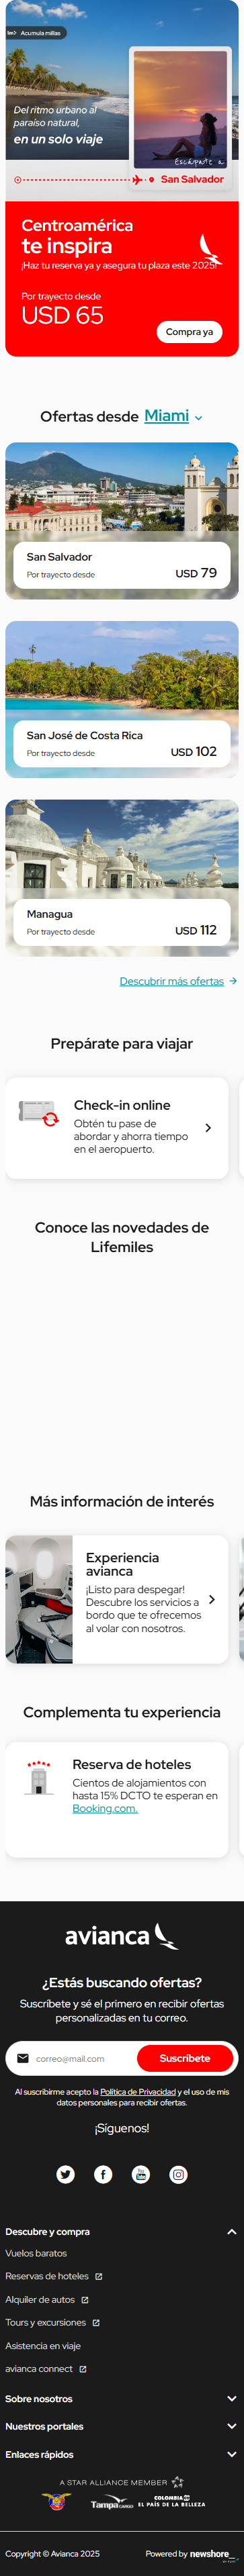 Acumula millas
Del ritmo urbano al
paraíso natural,
en un solo viaje
Escápate a
San Salvador
Centroamérica
te inspira
¡Haz tu reserva ya y asegura tu plaza este 2025!
Por trayecto desde
USD 65
Compra ya
Ofertas desde Miami
San Salvador
Por trayecto desde
USD 79
San José de Costa Rica
Por trayecto desde
USD 102
Managua
Por trayecto desde
USD 112
Descubrir más ofertas
Prepárate para viajar
Check-in online
Obtén tu pase de
abordar y ahorra tiempo
en el aeropuerto.
Conoce las novedades de
Lifemiles
Más información de interés
Experiencia
avianca
¡Listo para despegar!
Descubre los servicios a
bordo que te ofrecemos
al volar con nosotros.
Complementa tu experiencia
Reserva de hoteles
Cientos de alojamientos con
hasta 15% DCTO te esperan en
Booking.com.
avianca
¿Estás buscando ofertas?
Suscríbete y sé el primero en recibir ofertas
personalizadas en tu correo.
correo@mail.com
Suscríbete
Al suscribirme acepto la Política de Privacidad y el uso de mis
datos personales para recibir ofertas.
¡Síguenos!
Descubre y compra
Vuelos baratos
Reservas de hoteles
Alquiler de autos
Tours y excursiones
Asistencia en viaje
avianca connect
Sobre nosotros
Nuestros portales
Enlaces rápidos
A STAR ALLIANCE MEMBER
Tampa CARGO
COLOMBIA
EL PAÍS DE LA BELLEZA
Copyright © Avianca 2025
Powered by newshore